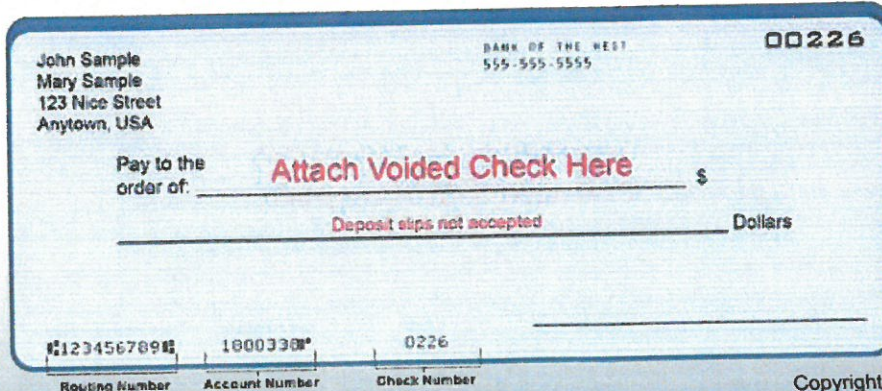 00226
BANK OF THE WEST
555-555-5555
John Sample
Mary Sample
123 Nice Street
Anytown, USA
Pay to the order of: Attach Voided Check Here $
Deposit slips not accepted Dollars
⑆123456789⑆ 1800338⑈ 0226
Routing Number Account Number Check Number
Copyright